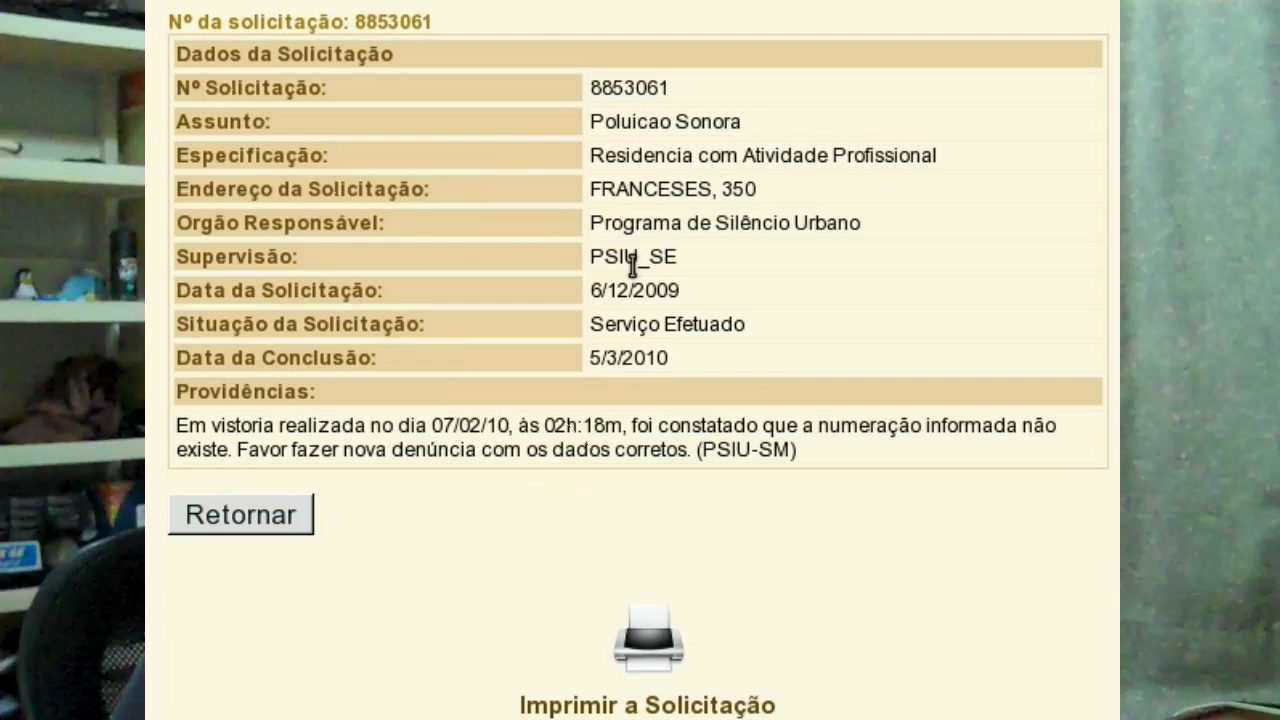 Nº da solicitação: 8853061
Dados da Solicitação
Nº Solicitação: 8853061
Assunto: Poluicao Sonora
Especificação: Residencia com Atividade Profissional
Endereço da Solicitação: FRANCESES, 350
Orgão Responsável: Programa de Silêncio Urbano
Supervisão: PSIU_SE
Data da Solicitação: 6/12/2009
Situação da Solicitação: Serviço Efetuado
Data da Conclusão: 5/3/2010
Providências:
Em vistoria realizada no dia 07/02/10, às 02h:18m, foi constatado que a numeração informada não
existe. Favor fazer nova denúncia com os dados corretos. (PSIU-SM)
Retornar
Imprimir a Solicitação